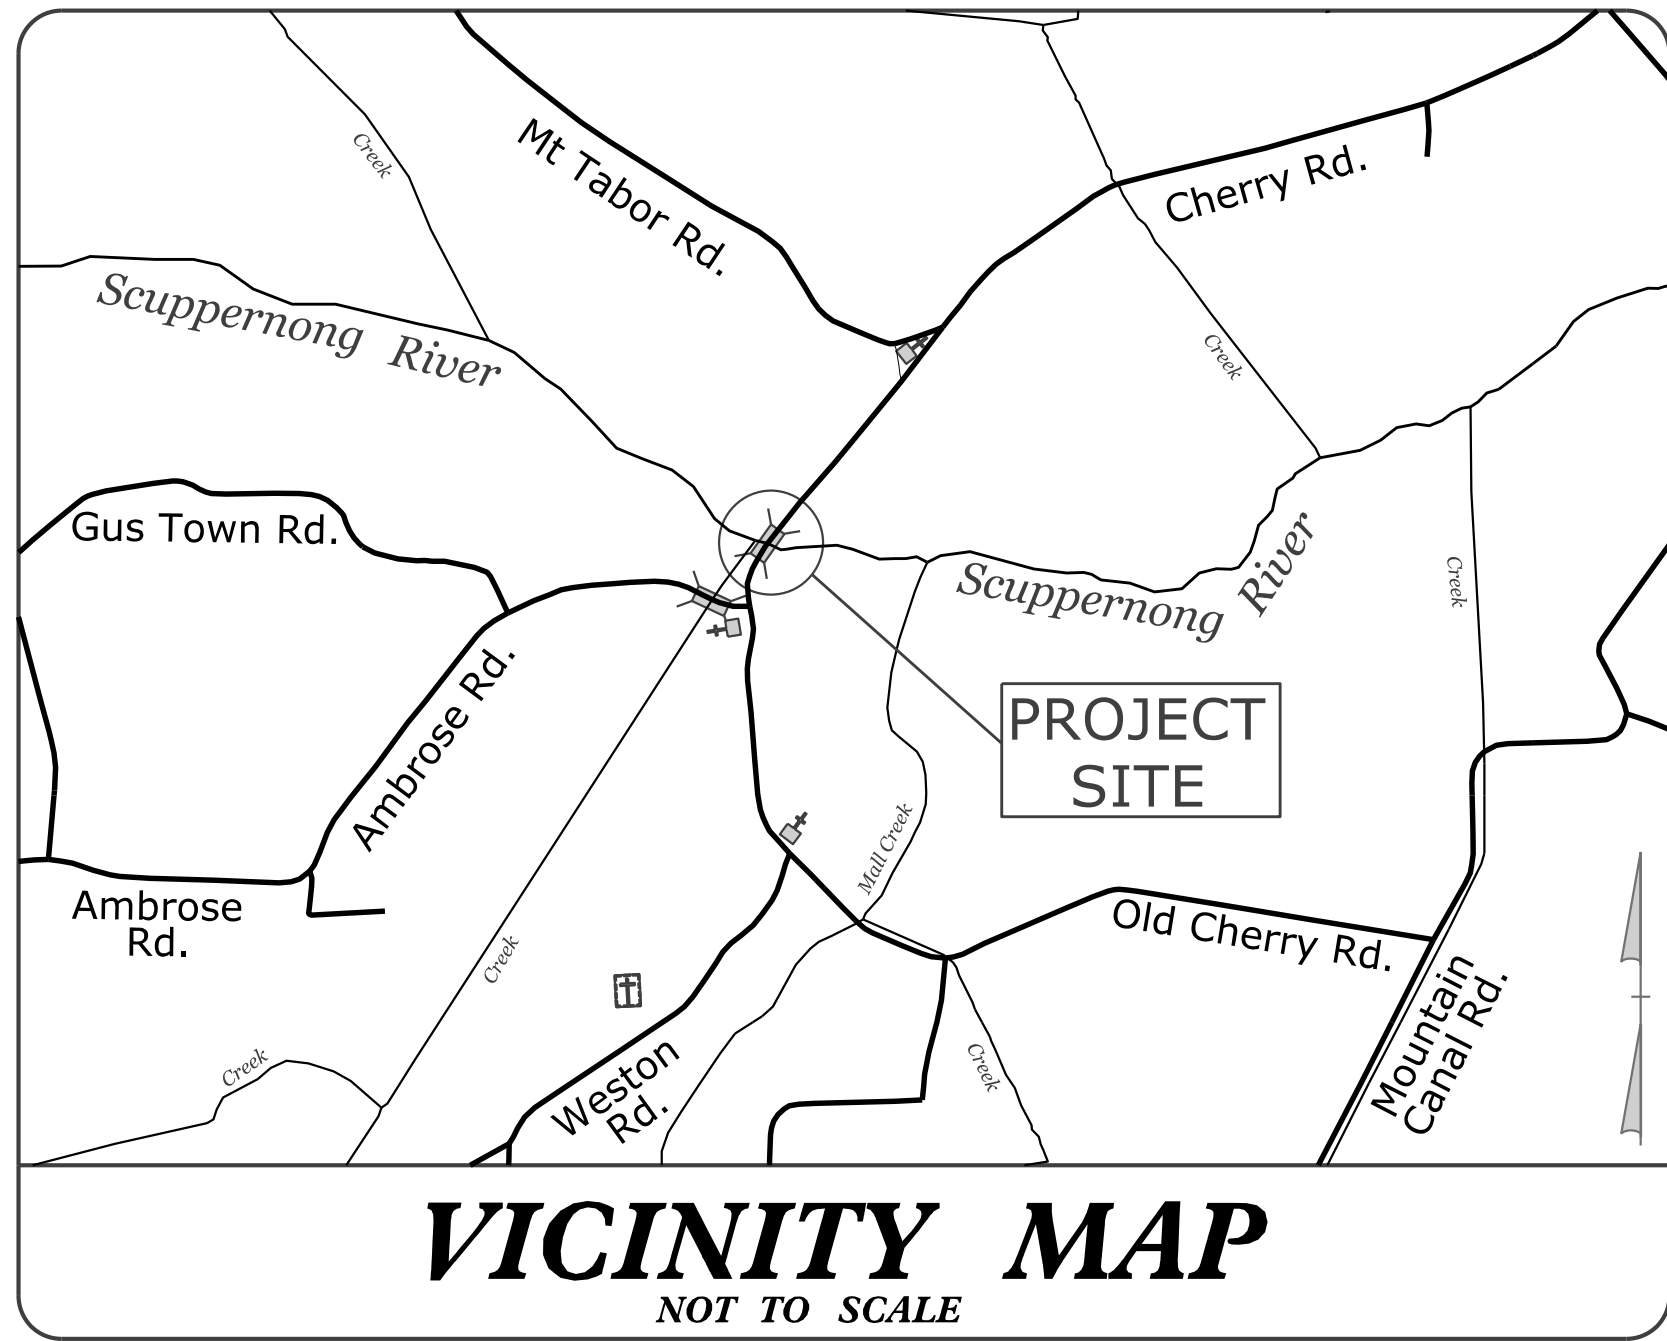 Creek
Mt Tabor Rd.
Cherry Rd.
Scuppernong River
Creek
Gus Town Rd.
Scuppernong River
Creek
Ambrose Rd.
PROJECT
SITE
Mall Creek
Ambrose
Rd.
Old Cherry Rd.
Creek
Mountain
Canal Rd.
Creek
Weston
Rd.
Creek
VICINITY MAP
NOT TO SCALE